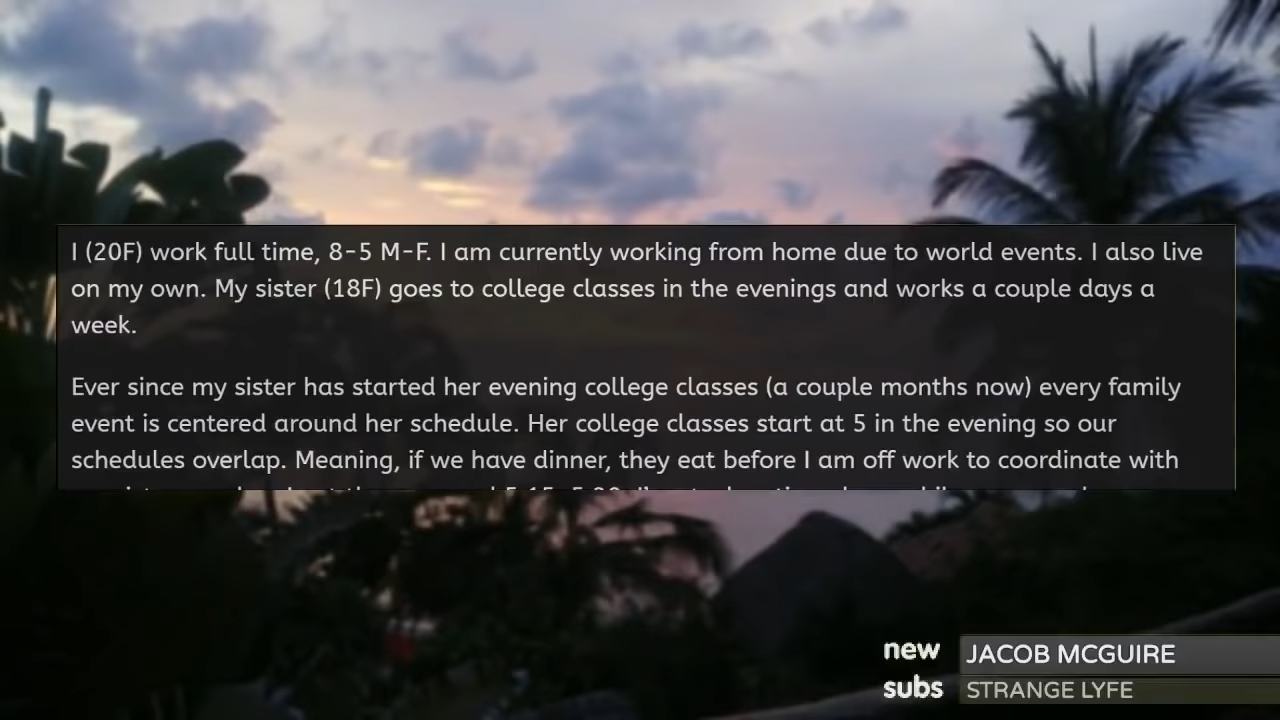 I (20F) work full time, 8-5 M-F. I am currently working from home due to world events. I also live
on my own. My sister (18F) goes to college classes in the evenings and works a couple days a
week.
Ever since my sister has started her evening college classes (a couple months now) every family
event is centered around her schedule. Her college classes start at 5 in the evening so our
schedules overlap. Meaning, if we have dinner, they eat before I am off work to coordinate with
new JACOB MCGUIRE
subs STRANGE LYFE